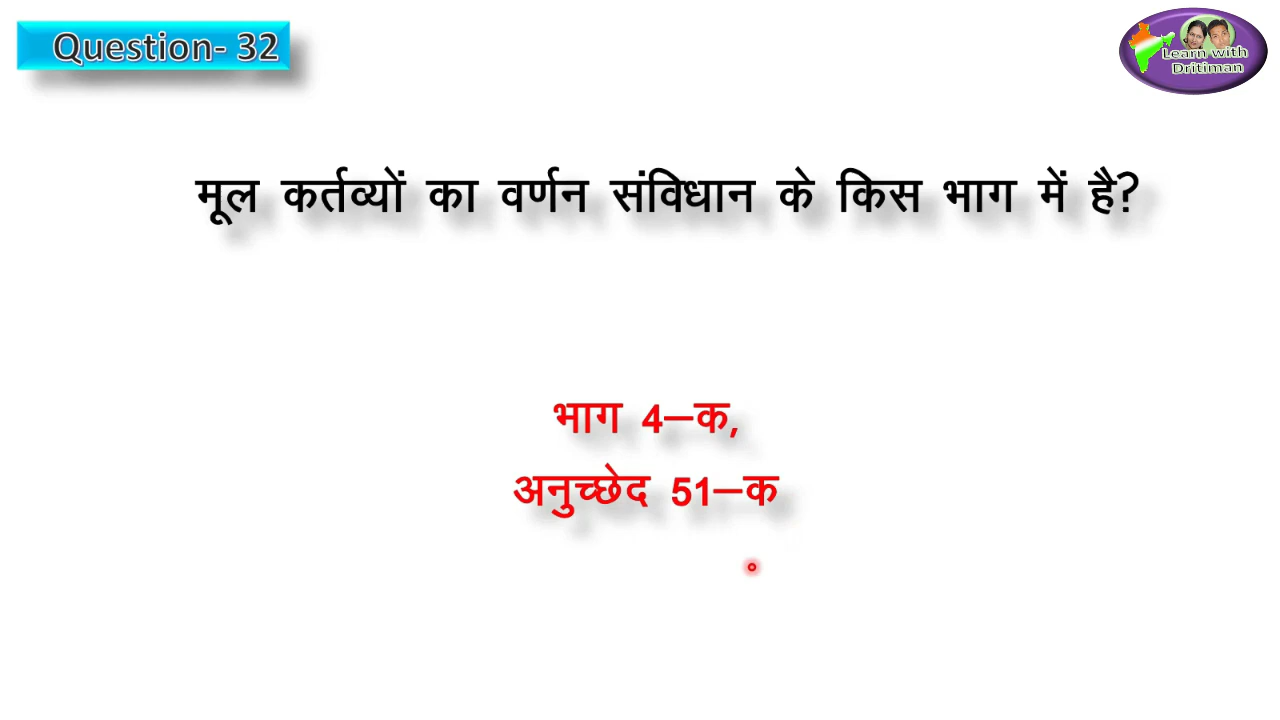 Question- 32
Learn with
Dritiman
मूल कर्तव्यों का वर्णन संविधान के किस भाग में है?
भाग 4–क,
अनुच्छेद 51–क